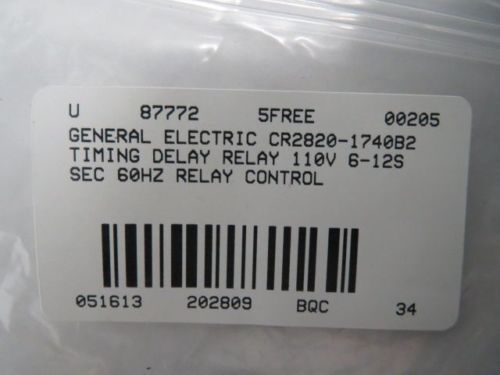 U 87772 5FREE 00205
GENERAL ELECTRIC CR2820-1740B2
TIMING DELAY RELAY 110V 6-12S
SEC 60HZ RELAY CONTROL
051613 202809 BQC 34